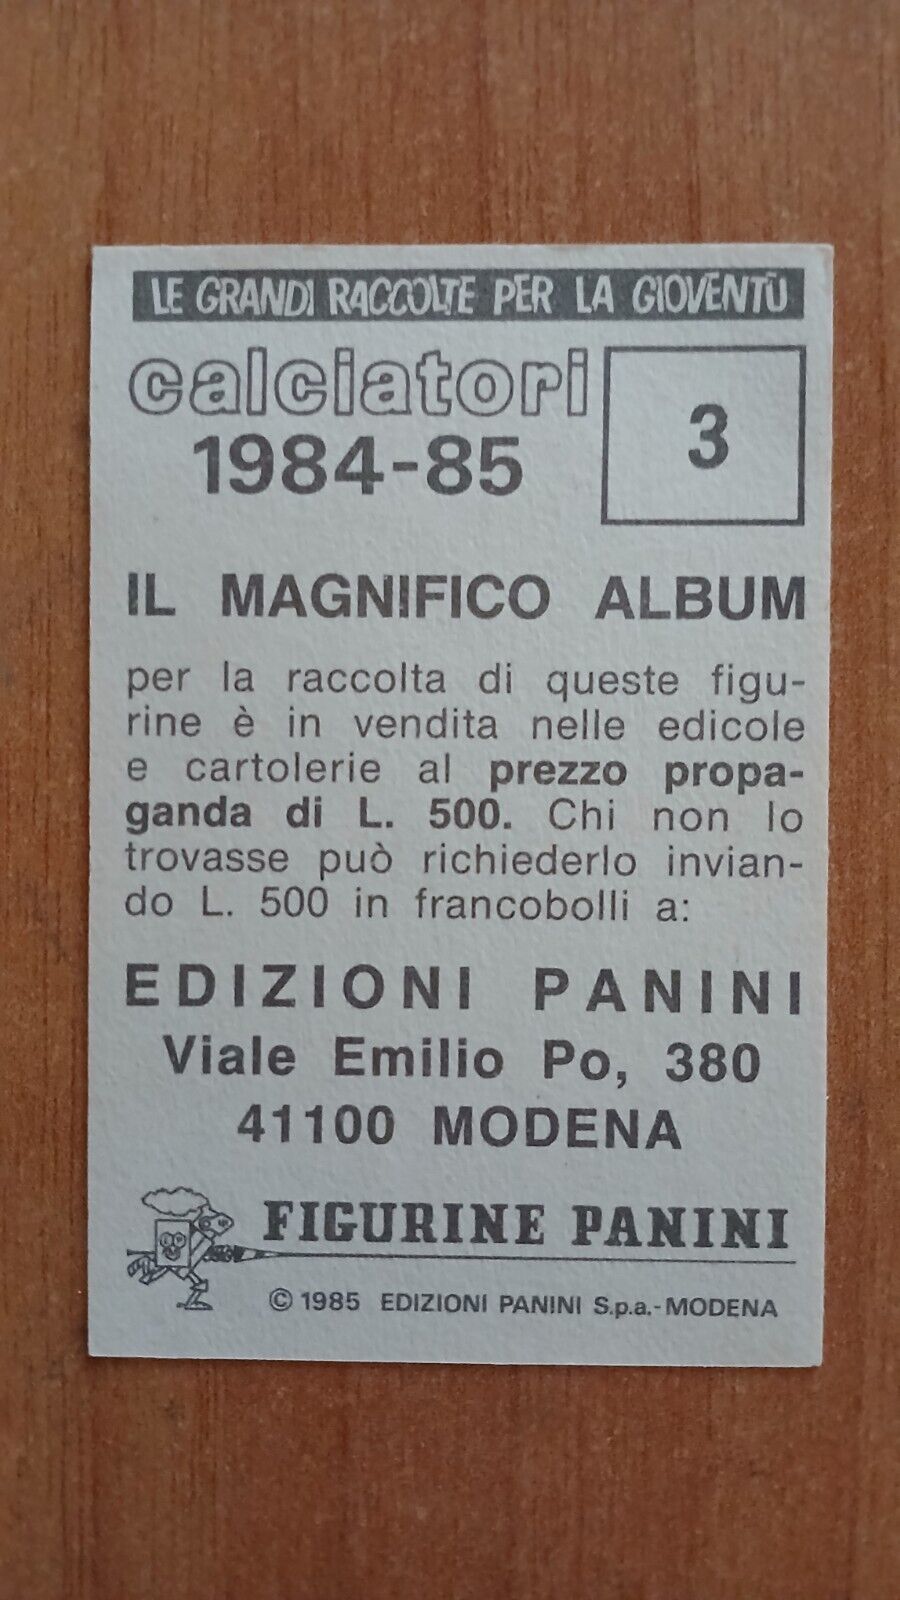 LE GRANDI RACCOLTE PER LA GIOVENTÙ
calciatori
1984-85
3
IL MAGNIFICO ALBUM
per la raccolta di queste figu-
rine è in vendita nelle edicole
e cartolerie al prezzo propa-
ganda di L. 500. Chi non lo
trovasse può richiederlo invian-
do L. 500 in francobolli a:
EDIZIONI PANINI
Viale Emilio Po, 380
41100 MODENA
FIGURINE PANINI
© 1985 EDIZIONI PANINI S.p.a.-MODENA